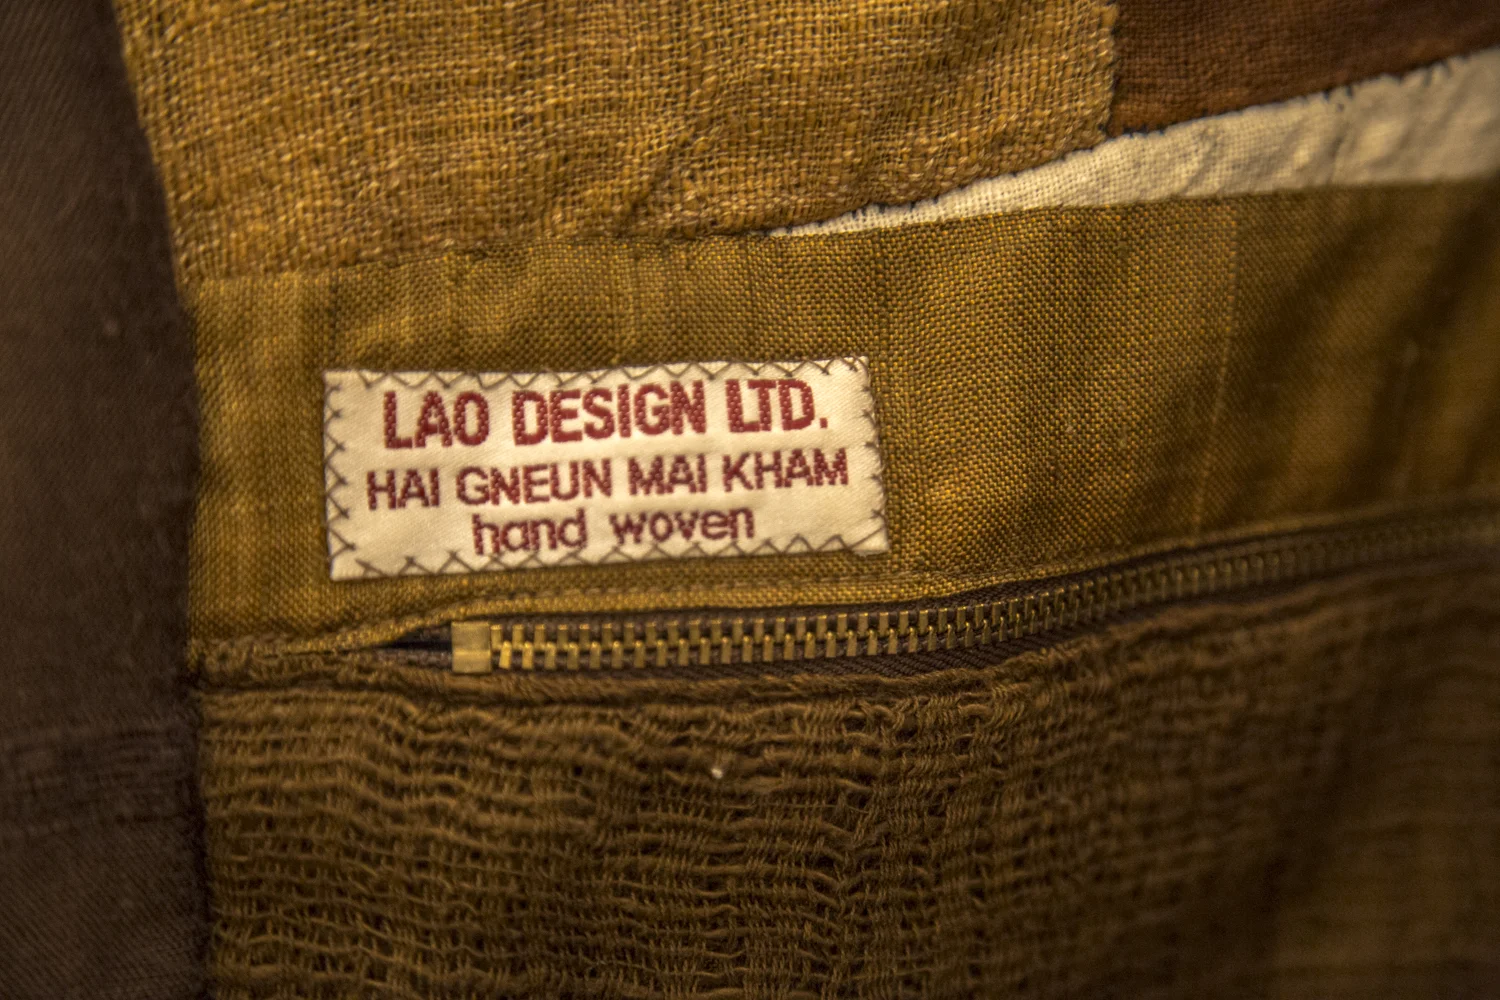 LAO DESIGN LTD.
HAI GNEUN MAI KHAM
hand woven